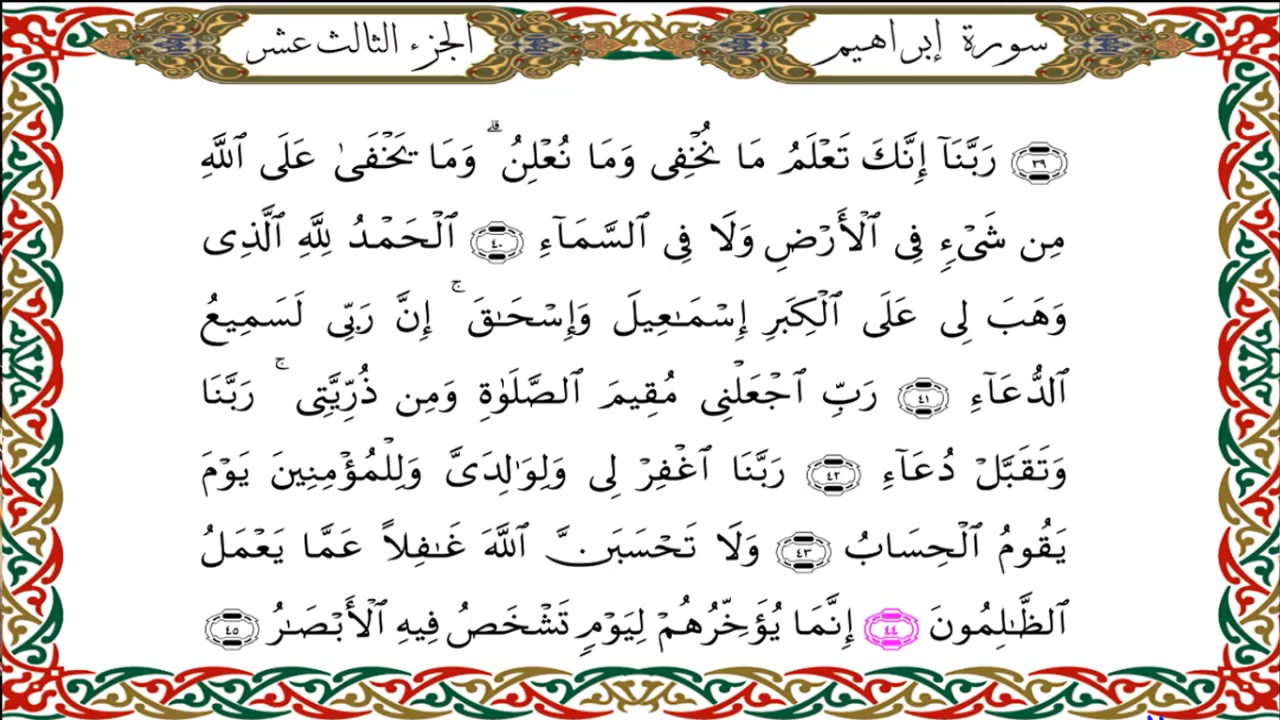 سورة إبراهيم
الجزء الثالث عشر
٣٩ رَبَّنَآ إِنَّكَ تَعْلَمُ مَا نُخْفِى وَمَا نُعْلِنُ ۗ وَمَا يَخْفَىٰ عَلَى ٱللَّهِ
مِن شَىْءٍ فِى ٱلْأَرْضِ وَلَا فِى ٱلسَّمَآءِ ٤٠ ٱلْحَمْدُ لِلَّهِ ٱلَّذِى
وَهَبَ لِى عَلَى ٱلْكِبَرِ إِسْمَـٰعِيلَ وَإِسْحَـٰقَ ۚ إِنَّ رَبِّى لَسَمِيعُ
ٱلدُّعَآءِ ٤١ رَبِّ ٱجْعَلْنِى مُقِيمَ ٱلصَّلَوٰةِ وَمِن ذُرِّيَّتِى ۚ رَبَّنَا
وَتَقَبَّلْ دُعَآءِ ٤٢ رَبَّنَا ٱغْفِرْ لِى وَلِوَٰلِدَىَّ وَلِلْمُؤْمِنِينَ يَوْمَ
يَقُومُ ٱلْحِسَابُ ٤٣ وَلَا تَحْسَبَنَّ ٱللَّهَ غَـٰفِلاً عَمَّا يَعْمَلُ
ٱلظَّـٰلِمُونَ ٤٤ إِنَّمَا يُؤَخِّرُهُمْ لِيَوْمٍ تَشْخَصُ فِيهِ ٱلْأَبْصَـٰرُ ٤٥